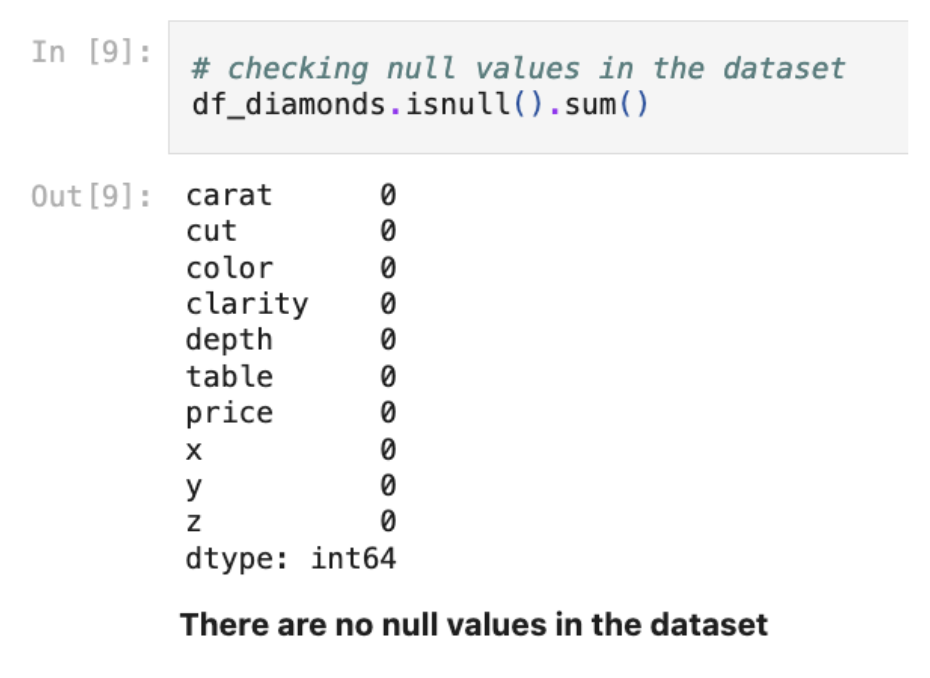 In [9]:
# checking null values in the dataset
df_diamonds.isnull().sum()
Out[9]:
carat 0
cut 0
color 0
clarity 0
depth 0
table 0
price 0
x 0
y 0
z 0
dtype: int64
There are no null values in the dataset